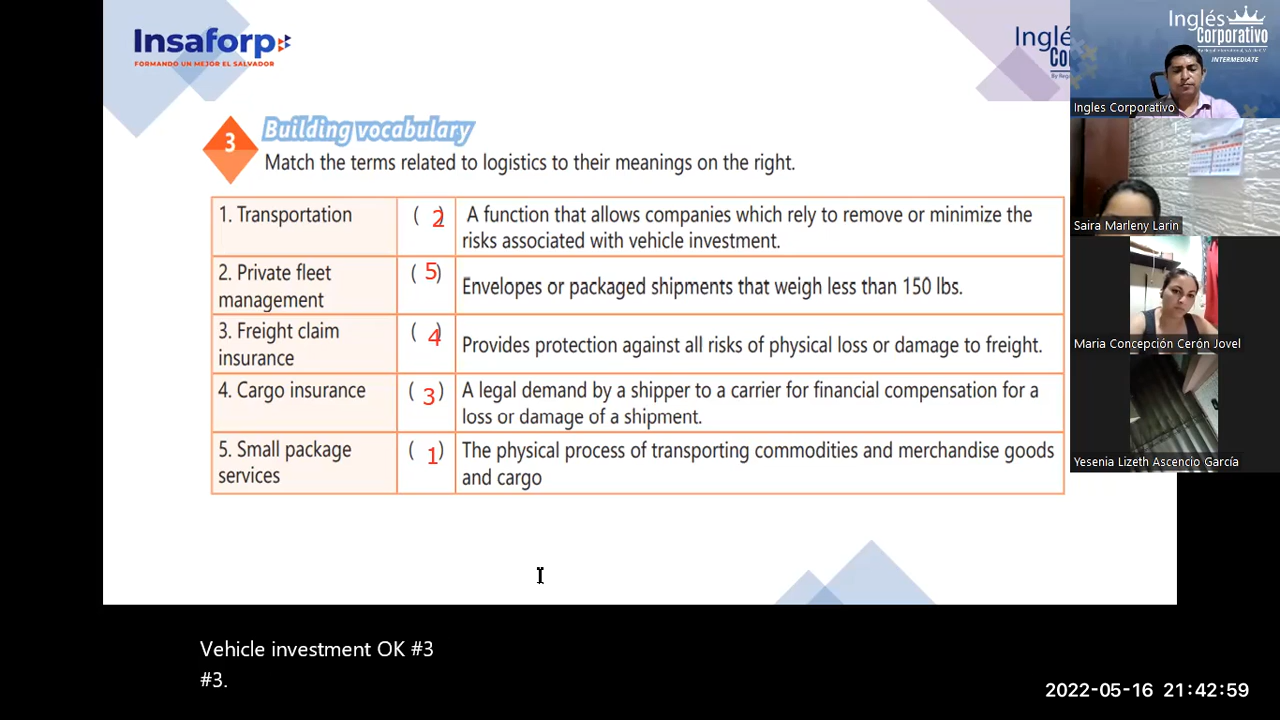 Insaforp
FORMANDO UN MEJOR EL SALVADOR
Inglé
Co
By Reg
Inglés
Corporativo
INTERMEDIATE
Ingles Corporativo
Saira Marleny Larin
Maria Concepción Cerón Jovel
Yesenia Lizeth Ascencio García
3 Building vocabulary
Match the terms related to logistics to their meanings on the right.
1. Transportation ( 2) A function that allows companies which rely to remove or minimize the
risks associated with vehicle investment.
2. Private fleet
management
( 5) Envelopes or packaged shipments that weigh less than 150 lbs.
3. Freight claim
insurance
( 4) Provides protection against all risks of physical loss or damage to freight.
4. Cargo insurance ( 3 ) A legal demand by a shipper to a carrier for financial compensation for a
loss or damage of a shipment.
5. Small package
services
( 1 ) The physical process of transporting commodities and merchandise goods
and cargo
Vehicle investment OK #3
#3.
2022-05-16 21:42:59